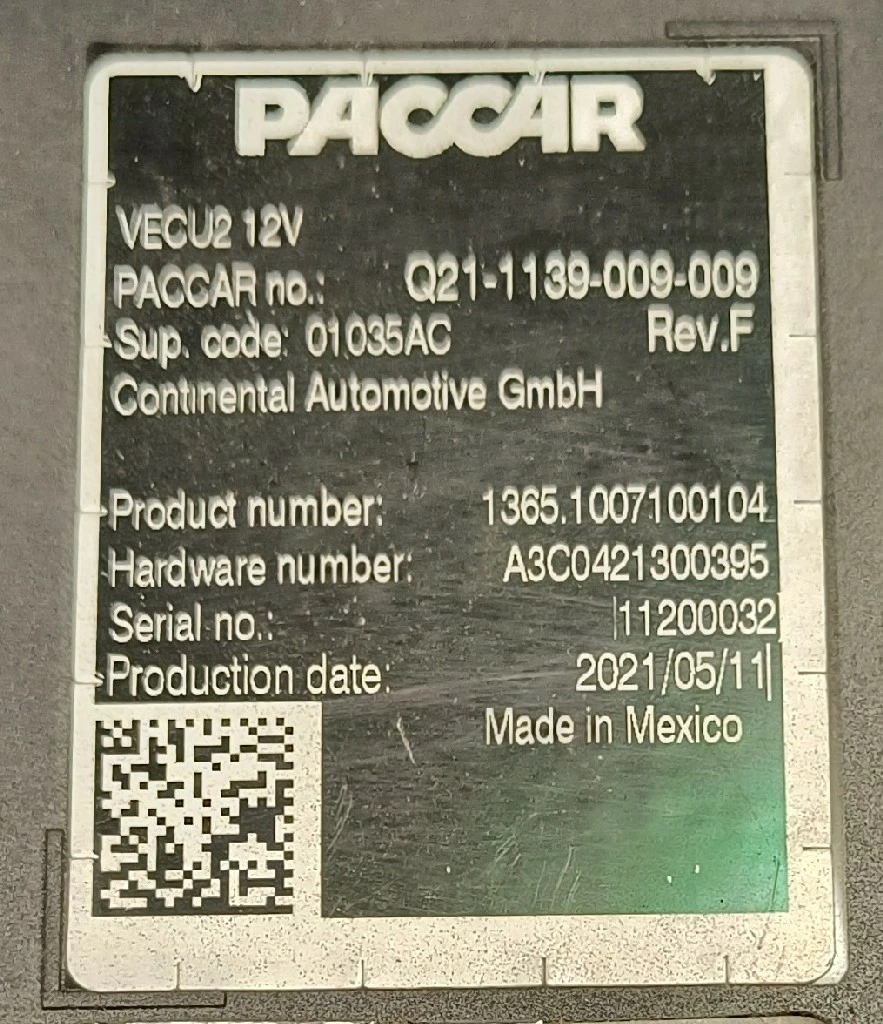 PACCAR
VECU2 12V
PACCAR no.: Q21-1139-009-009
Sup. code: 01035AC Rev.F
Continental Automotive GmbH
Product number: 1365.1007100104
Hardware number: A3C0421300395
Serial no.: 11200032
Production date: 2021/05/11
Made in Mexico